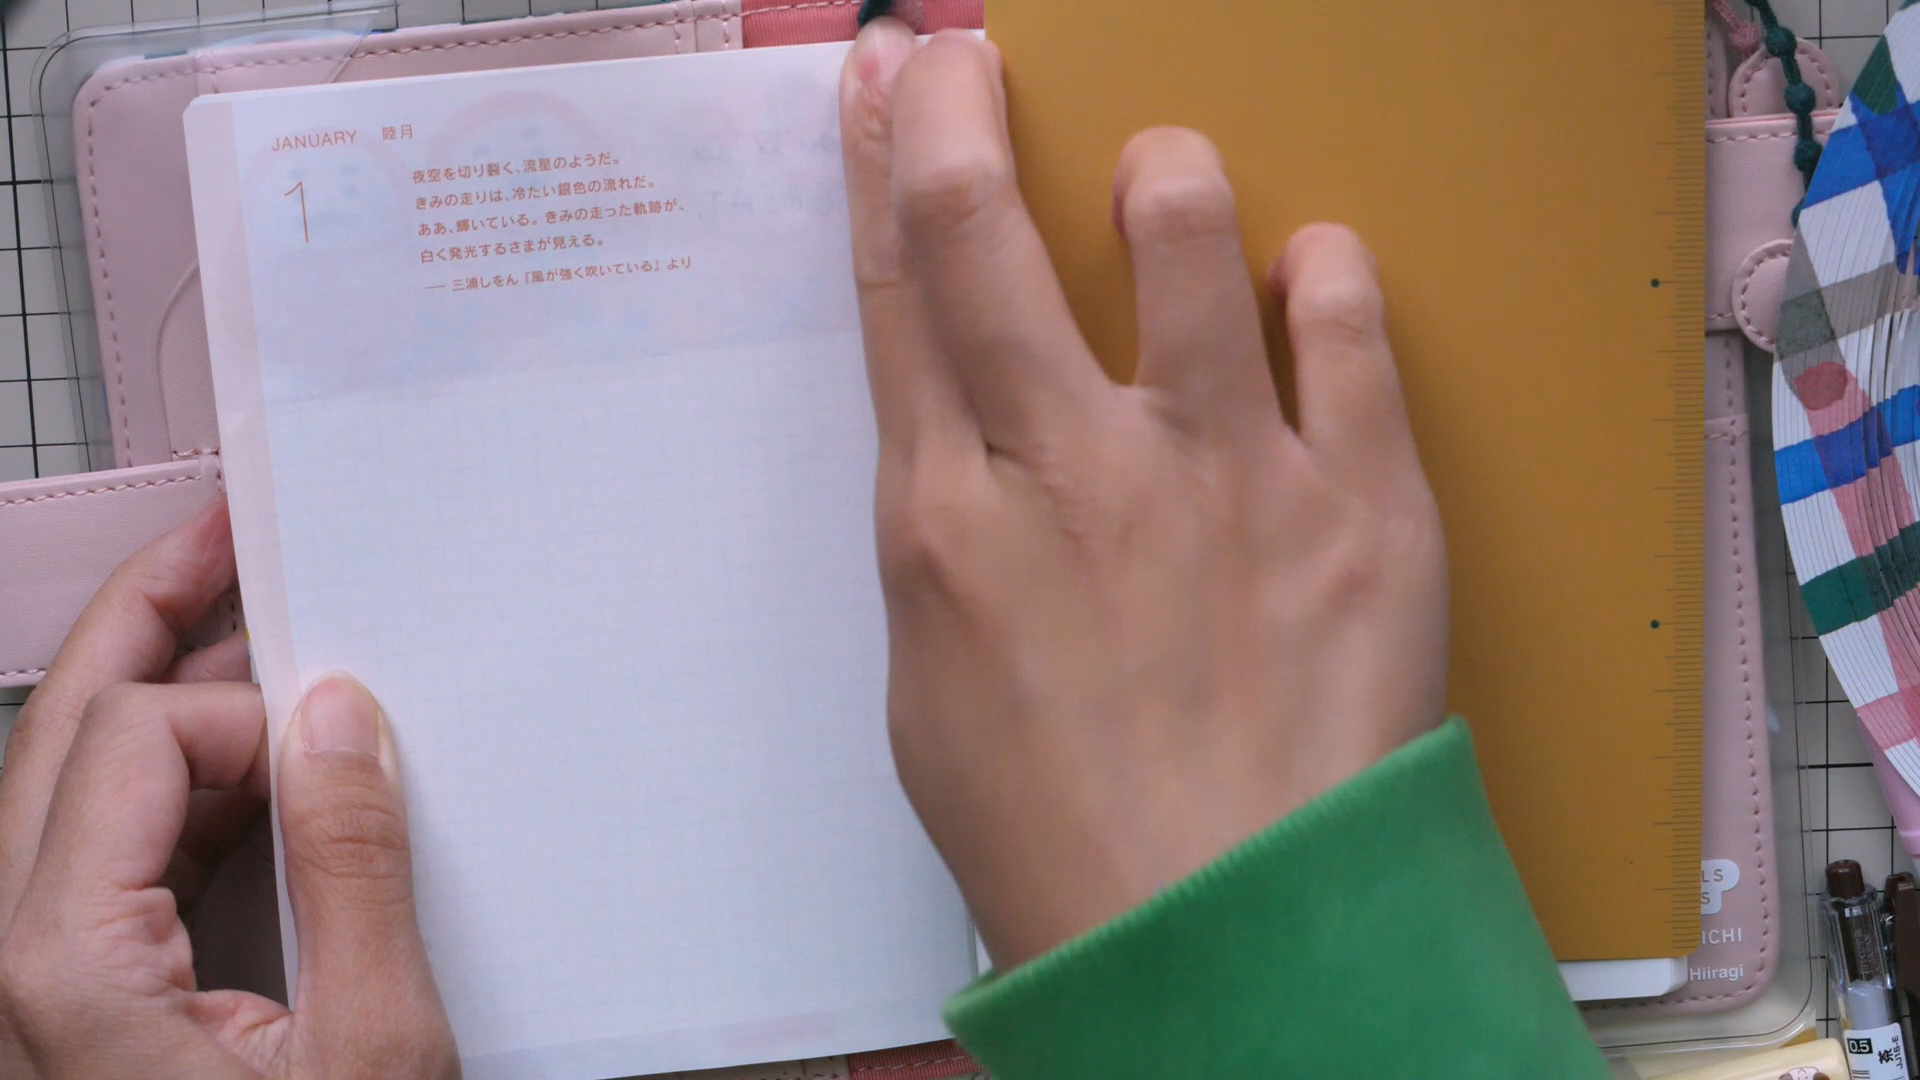 JANUARY 睦月
1
夜空を切り裂く、流星のようだ。
きみの走りは、冷たい銀色の流れだ。
ああ、輝いている。きみの走った軌跡が、
白く発光するさまが見える。
── 三浦しをん『風が強く吹いている』より
LS
S
ICHI
Hiiragi
0.5
茶
JJ15-E